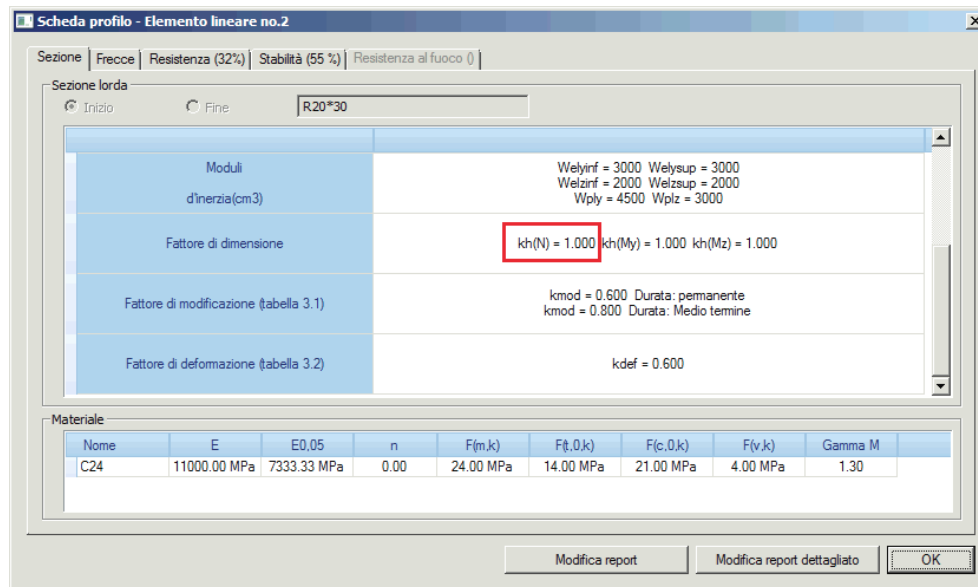 Scheda profilo - Elemento lineare no.2
Sezione Frecce Resistenza (32%) Stabilità (55 %) Resistenza al fuoco ()
Sezione lorda
Inizio Fine R20*30
Moduli
d'inerzia(cm3)
Welyinf = 3000 Welysup = 3000
Welzinf = 2000 Welzsup = 2000
Wply = 4500 Wplz = 3000
Fattore di dimensione kh(N) = 1.000 kh(My) = 1.000 kh(Mz) = 1.000
Fattore di modificazione (tabella 3.1)
kmod = 0.600 Durata: permanente
kmod = 0.800 Durata: Medio termine
Fattore di deformazione (tabella 3.2) kdef = 0.600
Materiale
Nome E E0,05 n F(m,k) F(t,0,k) F(c,0,k) F(v,k) Gamma M
C24 11000.00 MPa 7333.33 MPa 0.00 24.00 MPa 14.00 MPa 21.00 MPa 4.00 MPa 1.30
Modifica report Modifica report dettagliato OK